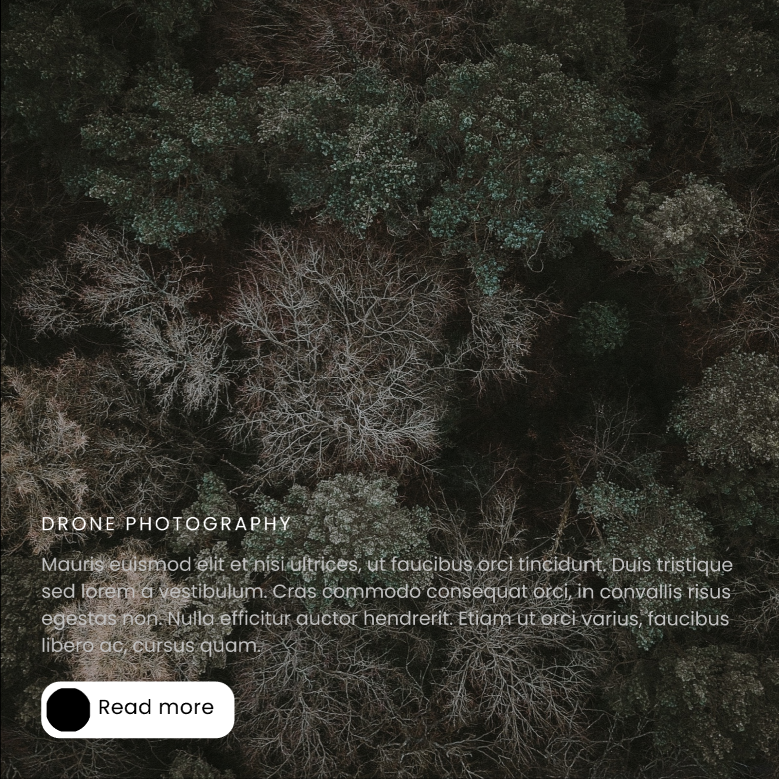 DRONE PHOTOGRAPHY
Mauris euismod elit et nisi ultrices, ut faucibus orci tincidunt. Duis tristique
sed lorem a vestibulum. Cras commodo consequat orci, in convallis risus
egestas non. Nulla efficitur auctor hendrerit. Etiam ut orci varius, faucibus
libero ac, cursus quam.
Read more